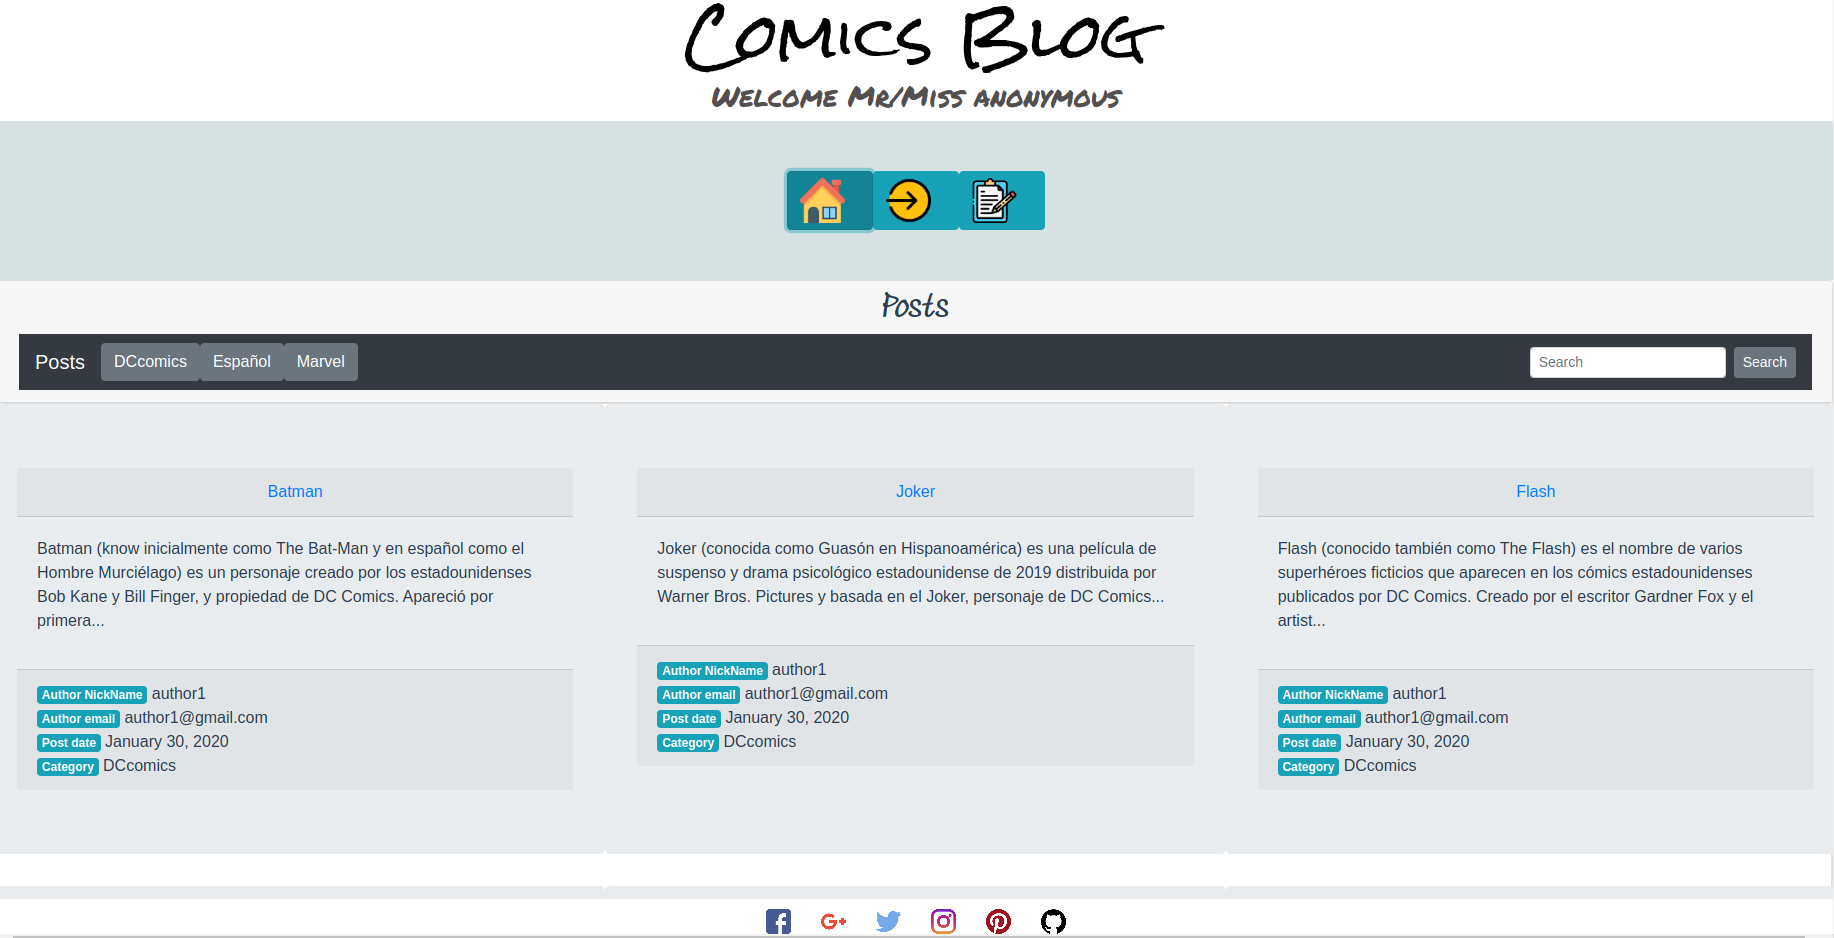 Comics Blog
Welcome Mr/Miss anonymous
Posts
Posts DCcomics Español Marvel Search Search
Batman
Batman (know inicialmente como The Bat-Man y en español como el
Hombre Murciélago) es un personaje creado por los estadounidenses
Bob Kane y Bill Finger, y propiedad de DC Comics. Apareció por
primera...
Author NickName author1
Author email author1@gmail.com
Post date January 30, 2020
Category DCcomics
Joker
Joker (conocida como Guasón en Hispanoamérica) es una película de
suspenso y drama psicológico estadounidense de 2019 distribuida por
Warner Bros. Pictures y basada en el Joker, personaje de DC Comics...
Author NickName author1
Author email author1@gmail.com
Post date January 30, 2020
Category DCcomics
Flash
Flash (conocido también como The Flash) es el nombre de varios
superhéroes ficticios que aparecen en los cómics estadounidenses
publicados por DC Comics. Creado por el escritor Gardner Fox y el
artist...
Author NickName author1
Author email author1@gmail.com
Post date January 30, 2020
Category DCcomics